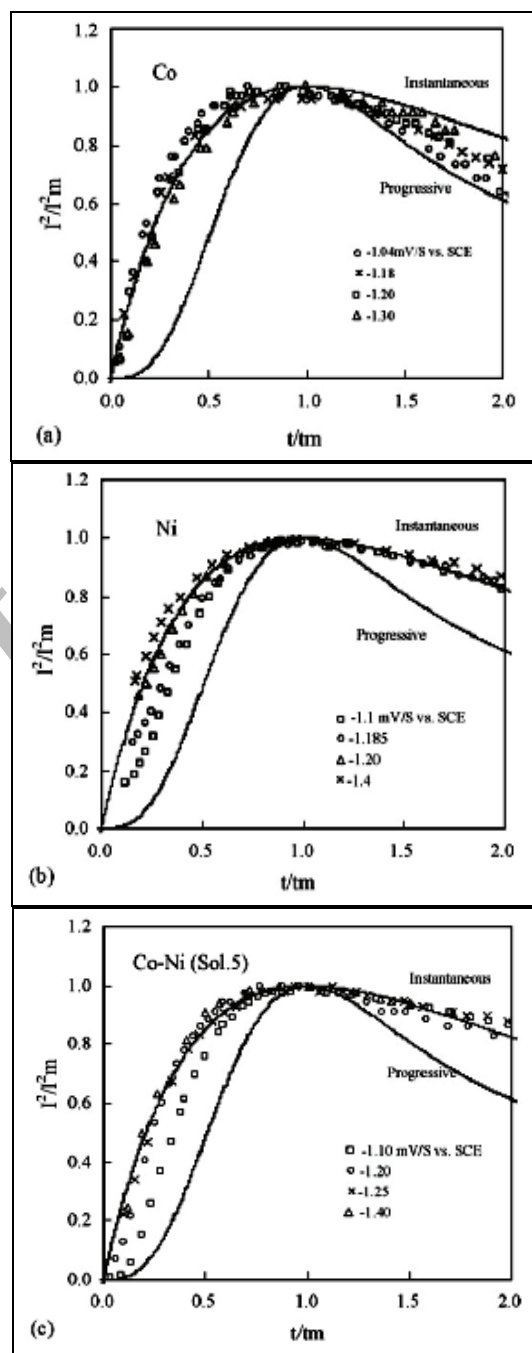 1.2
1.0
0.8
0.6
0.4
0.2
0.0
I²/I²m
Co
Instantaneous
Progressive
-1.04mV/S vs. SCE
-1.18
-1.20
-1.30
0.0 0.5 1.0 1.5 2.0
(a)
t/tm
1.2
1.0
0.8
0.6
0.4
0.2
0.0
I²/I²m
Ni
Instantaneous
Progressive
-1.1 mV/S vs. SCE
-1.185
-1.20
-1.4
0.0 0.5 1.0 1.5 2.0
(b)
t/tm
1.2
1.0
0.8
0.6
0.4
0.2
0.0
I²/I²m
Co-Ni (Sol.5)
Instantaneous
Progressive
-1.10 mV/S vs. SCE
-1.20
-1.25
-1.40
0.0 0.5 1.0 1.5 2.0
(c)
t/tm